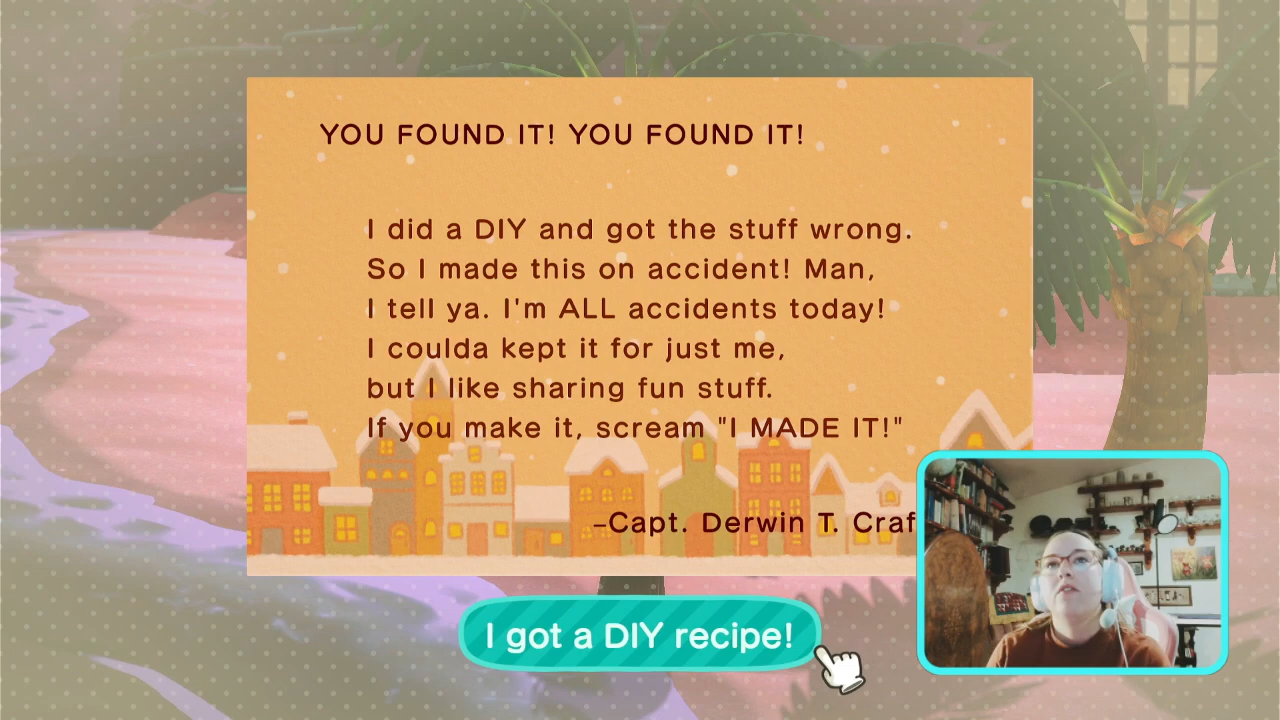 YOU FOUND IT! YOU FOUND IT!
I did a DIY and got the stuff wrong.
So I made this on accident! Man,
I tell ya. I'm ALL accidents today!
I coulda kept it for just me,
but I like sharing fun stuff.
If you make it, scream "I MADE IT!"
–Capt. Derwin T. Craf
I got a DIY recipe!